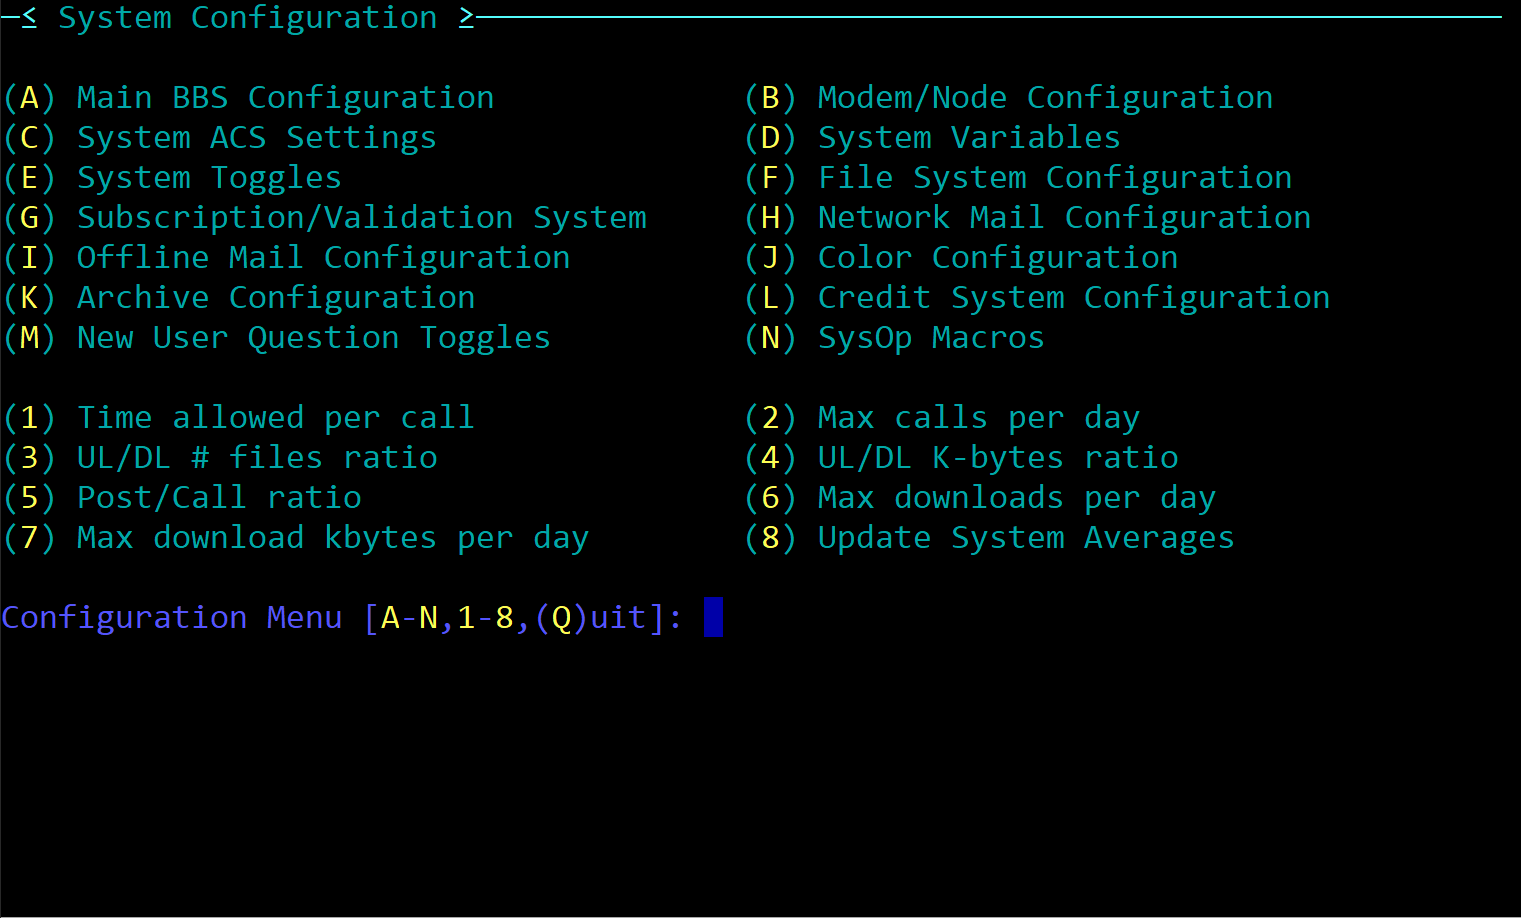 ≤ System Configuration ≥
(A) Main BBS Configuration (B) Modem/Node Configuration
(C) System ACS Settings (D) System Variables
(E) System Toggles (F) File System Configuration
(G) Subscription/Validation System (H) Network Mail Configuration
(I) Offline Mail Configuration (J) Color Configuration
(K) Archive Configuration (L) Credit System Configuration
(M) New User Question Toggles (N) SysOp Macros
(1) Time allowed per call (2) Max calls per day
(3) UL/DL # files ratio (4) UL/DL K-bytes ratio
(5) Post/Call ratio (6) Max downloads per day
(7) Max download kbytes per day (8) Update System Averages
Configuration Menu [A-N,1-8,(Q)uit]: